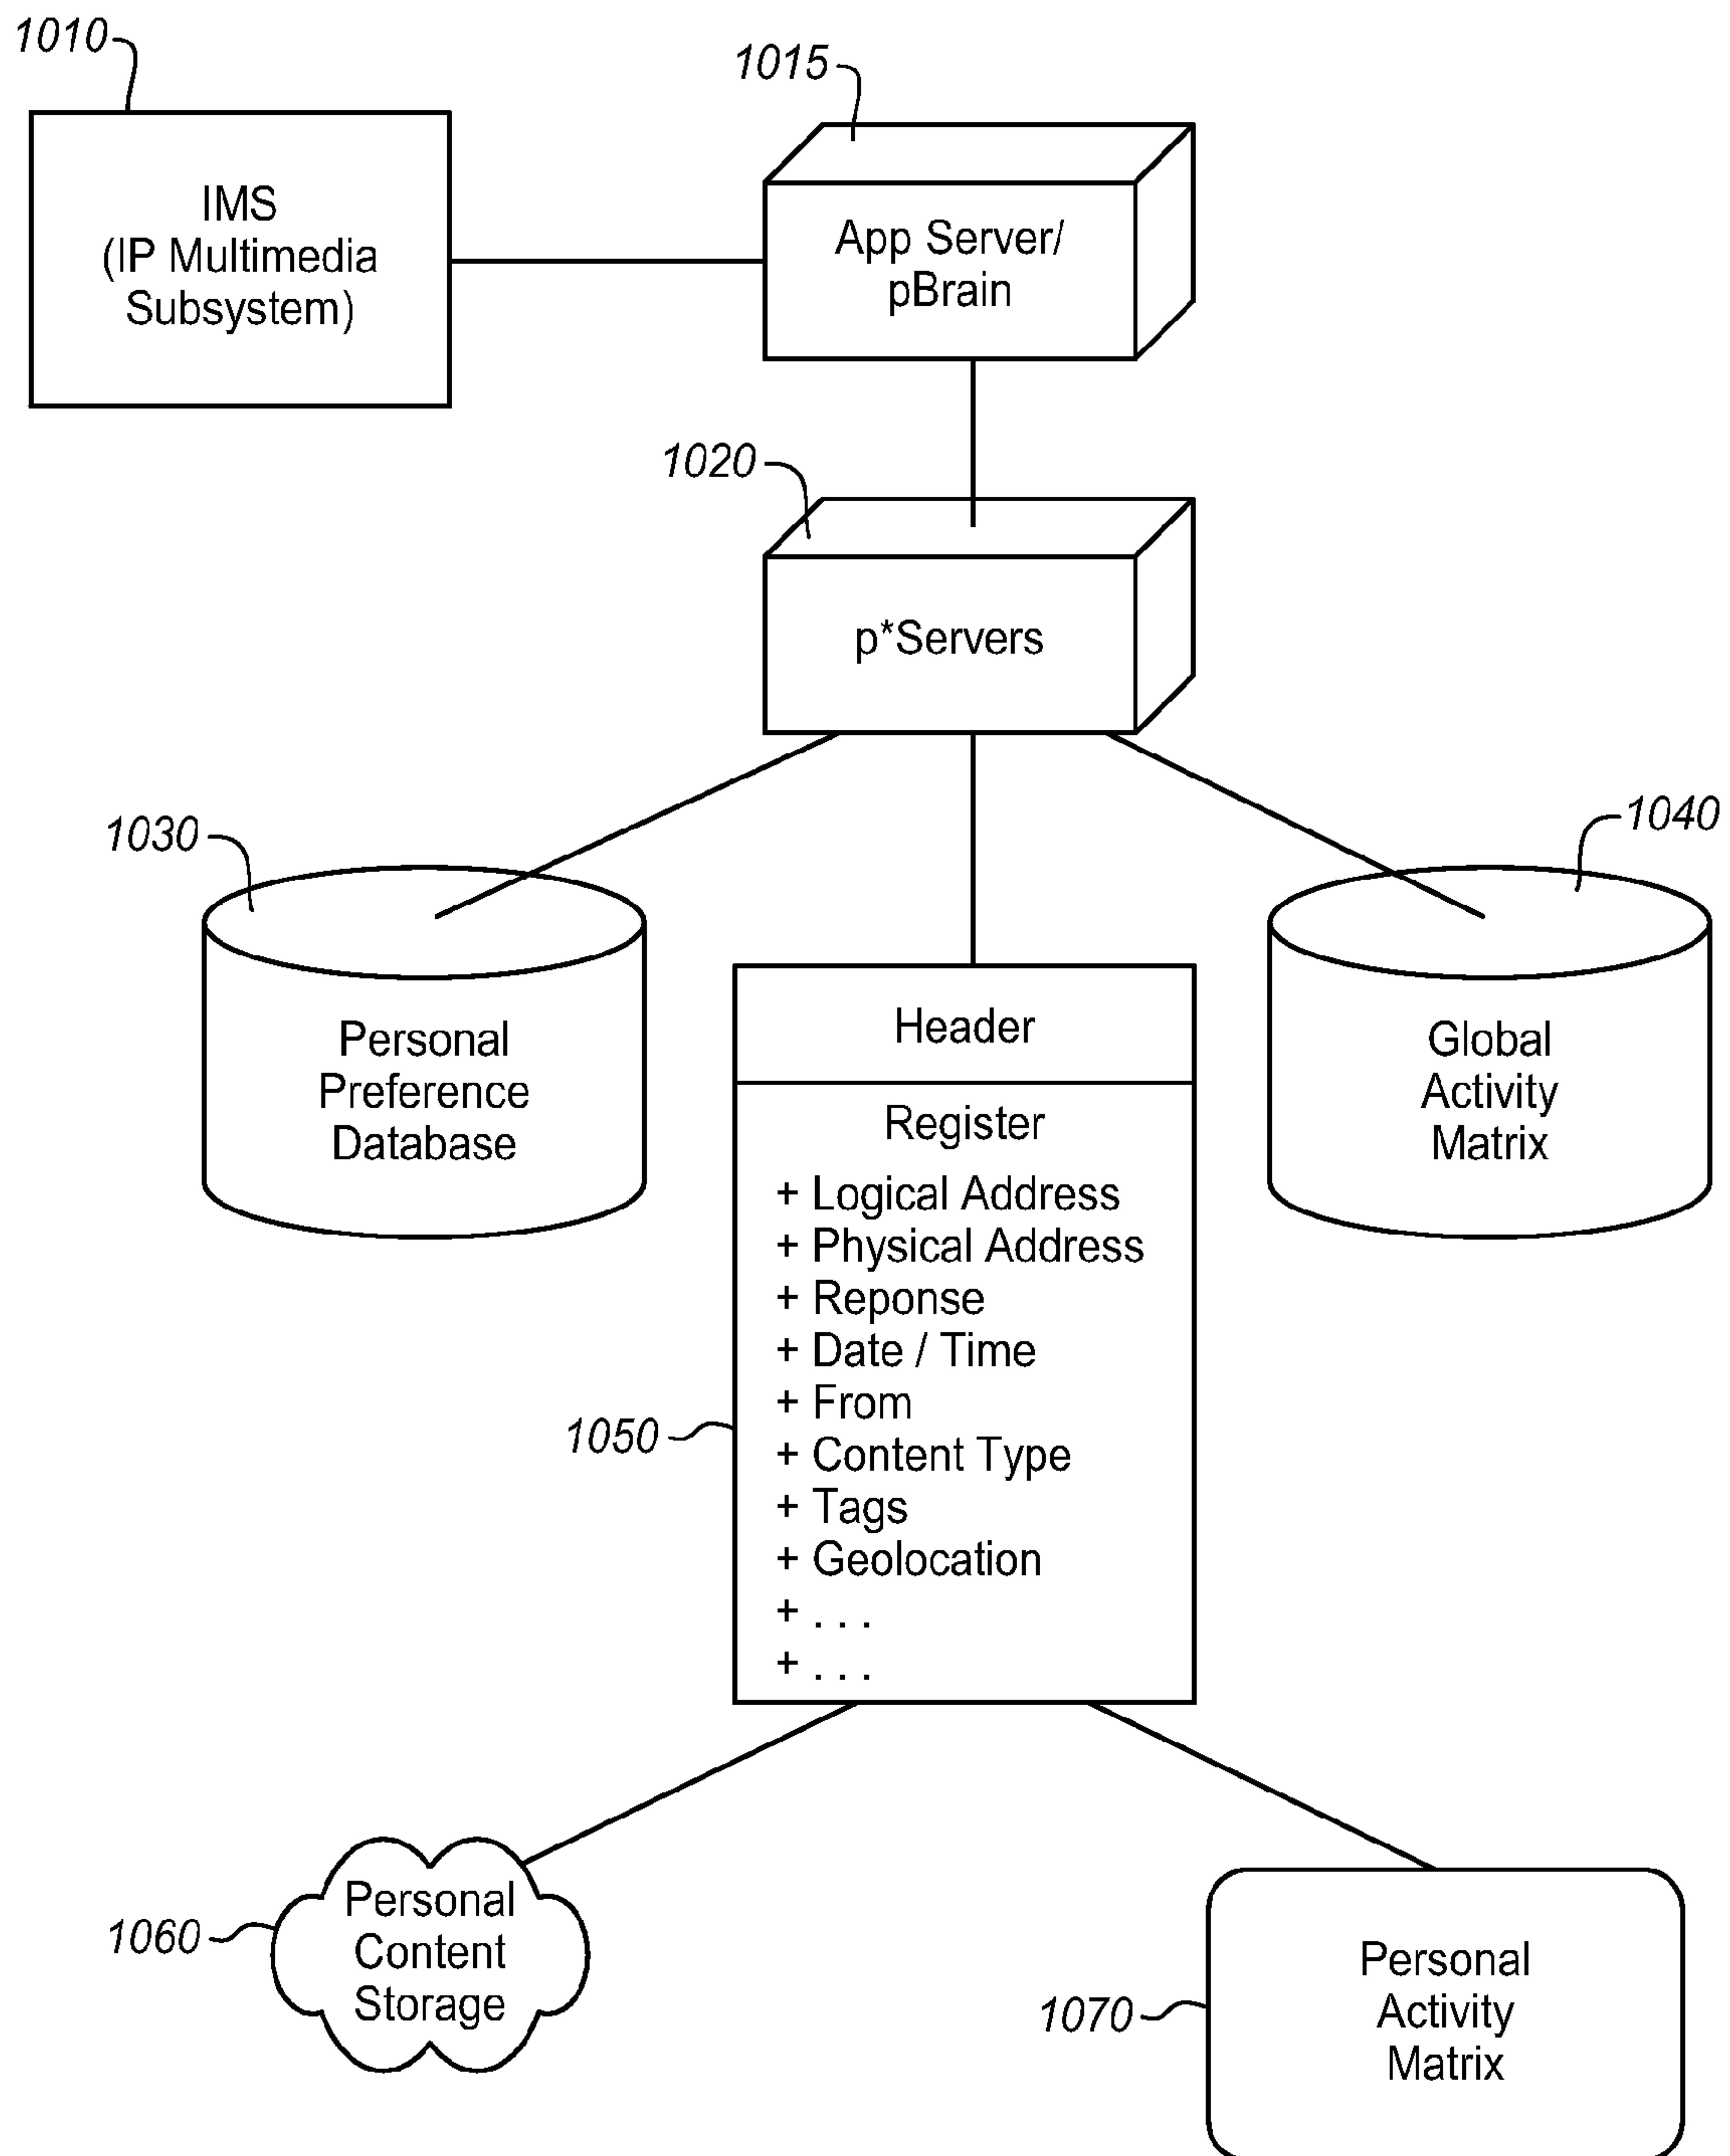 1010
1015
IMS
(IP Multimedia
Subsystem)
App Server/
pBrain
1020
p*Servers
1030
1040
Personal
Preference
Database
Global
Activity
Matrix
Header
Register
+ Logical Address
+ Physical Address
+ Reponse
+ Date / Time
+ From
+ Content Type
+ Tags
+ Geolocation
+ . . .
+ . . .
1050
1060
Personal
Content
Storage
1070
Personal
Activity
Matrix